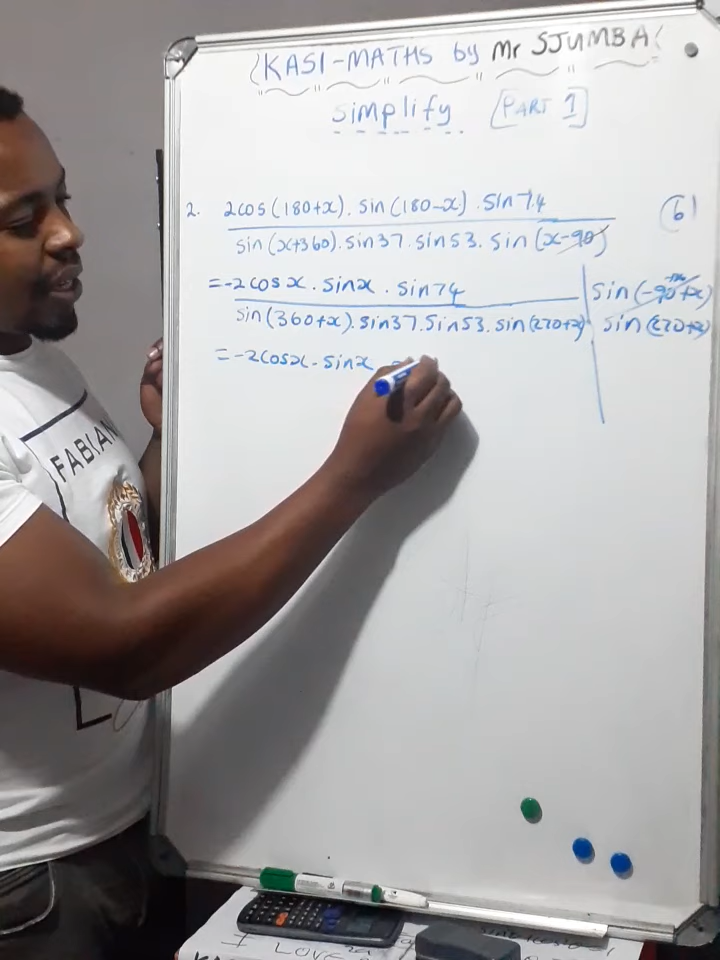 KASI-MATHS by Mr SJUMBA
Simplify [PART 1]
2. 2cos(180+x). sin(180-x) .sin74 (6)
sin(x+360). sin37. sin53. sin(x-90)
=-2cosx . sinx . sin74
sin(360+x). sin37. sin53. sin(270+x)
sin(-90+x)
sin(270+x)
=-2cosx . sinx
FABIAN
I LOVE